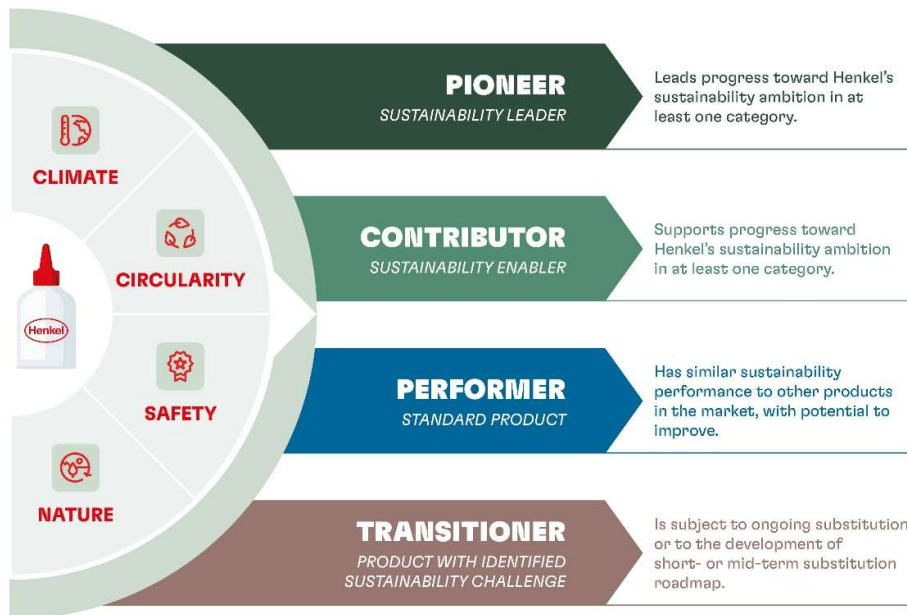 CLIMATE
CIRCULARITY
SAFETY
NATURE
Henkel
PIONEER
SUSTAINABILITY LEADER
Leads progress toward Henkel's
sustainability ambition in at
least one category.
CONTRIBUTOR
SUSTAINABILITY ENABLER
Supports progress toward
Henkel's sustainability ambition
in at least one category.
PERFORMER
STANDARD PRODUCT
Has similar sustainability
performance to other products
in the market, with potential to
improve.
TRANSITIONER
PRODUCT WITH IDENTIFIED
SUSTAINABILITY CHALLENGE
Is subject to ongoing substitution
or to the development of
short- or mid-term substitution
roadmap.